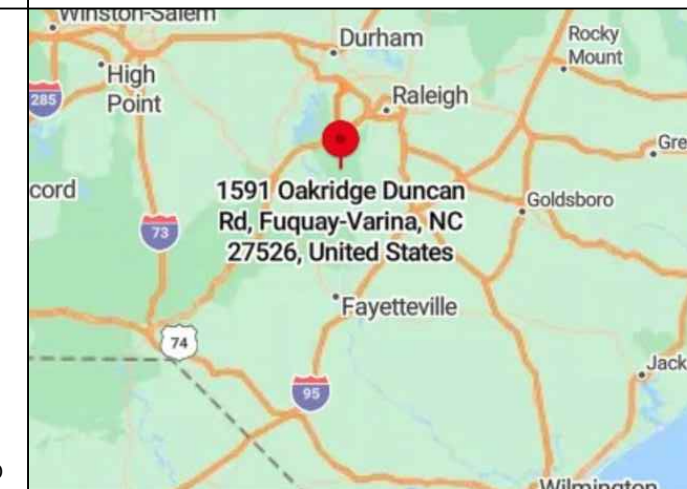 Winston-Salem
Durham
Rocky
Mount
High
Point
285
Raleigh
Gre
cord
1591 Oakridge Duncan
Rd, Fuquay-Varina, NC
27526, United States
Goldsboro
73
Fayetteville
74
Jack
95
Wilmington